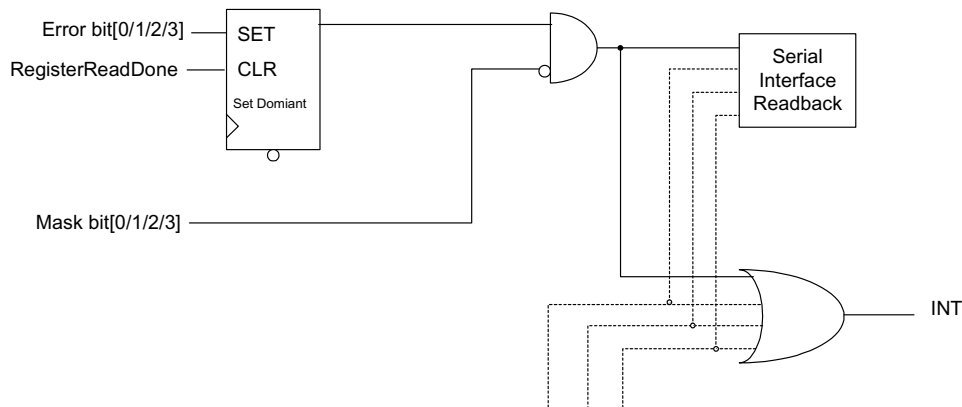 Error bit[0/1/2/3]
SET
RegisterReadDone
CLR
Set Domiant
Serial
Interface
Readback
Mask bit[0/1/2/3]
INT